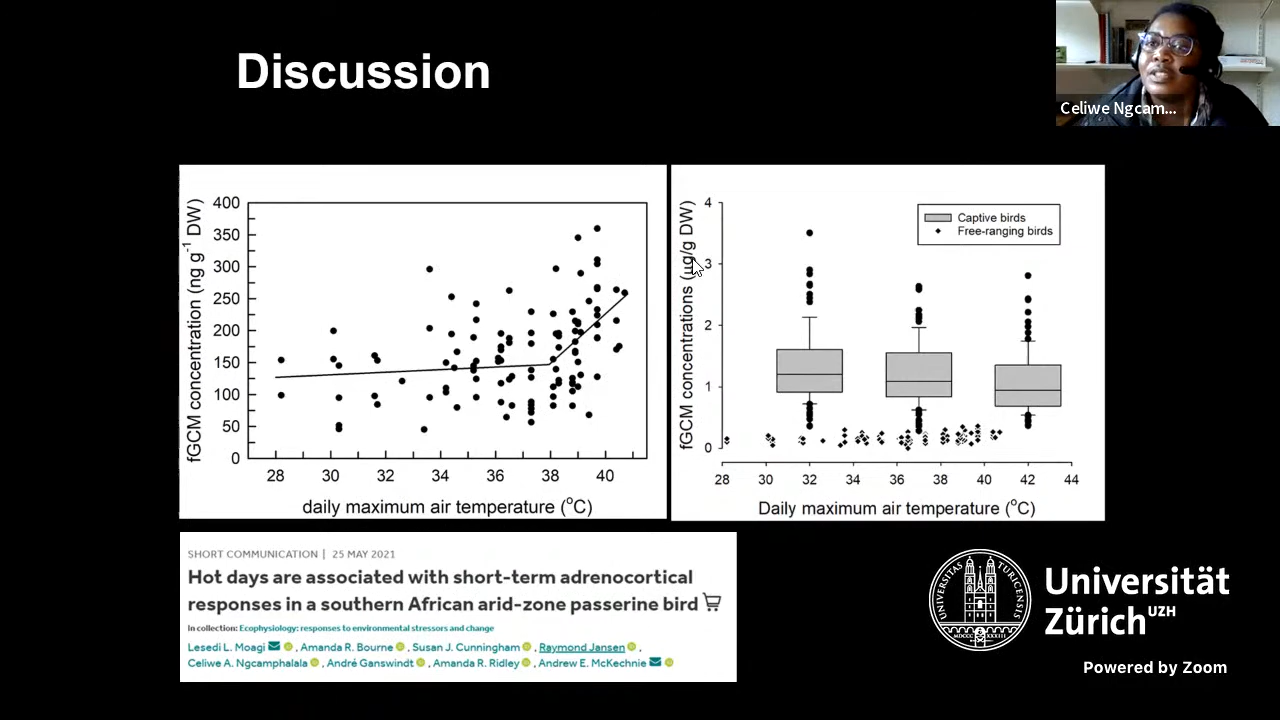 Discussion
Celiwe Ngcam...
fGCM concentration (ng g⁻¹ DW)
400
350
300
250
200
150
100
50
0
28 30 32 34 36 38 40
daily maximum air temperature (°C)
fGCM concentrations (µg/g DW)
4
3
2
1
0
Captive birds
Free-ranging birds
28 30 32 34 36 38 40 42 44
Daily maximum air temperature (°C)
SHORT COMMUNICATION | 25 MAY 2021
Hot days are associated with short-term adrenocortical
responses in a southern African arid-zone passerine bird
In collection: Ecophysiology: responses to environmental stressors and change
Lesedi L. Moagi, Amanda R. Bourne, Susan J. Cunningham, Raymond Jansen,
Celiwe A. Ngcamphalala, André Ganswindt, Amanda R. Ridley, Andrew E. McKechnie
UNIVERSITAS TURICENSIS
MDCCC XXXIII
Universität
Zürich UZH
Powered by Zoom